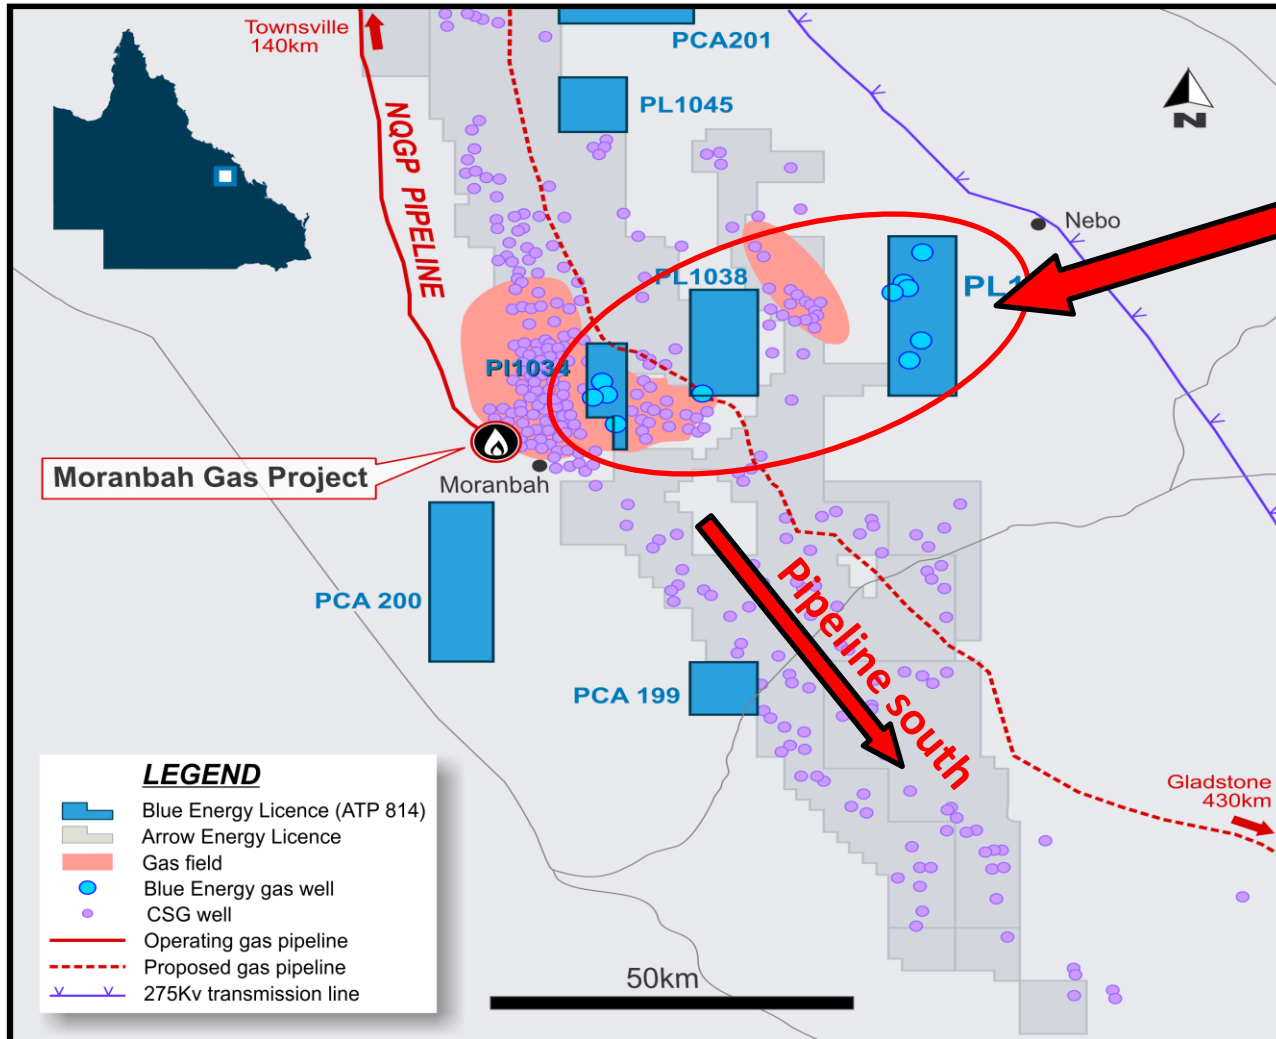 Townsville
140km
PCA201
PL1045
N
NQGP PIPELINE
Nebo
PL1038
PL1
Pl1034
Moranbah Gas Project
Moranbah
PCA 200
Pipeline south
PCA 199
Gladstone
430km
LEGEND
Blue Energy Licence (ATP 814)
Arrow Energy Licence
Gas field
Blue Energy gas well
CSG well
Operating gas pipeline
Proposed gas pipeline
275Kv transmission line
50km